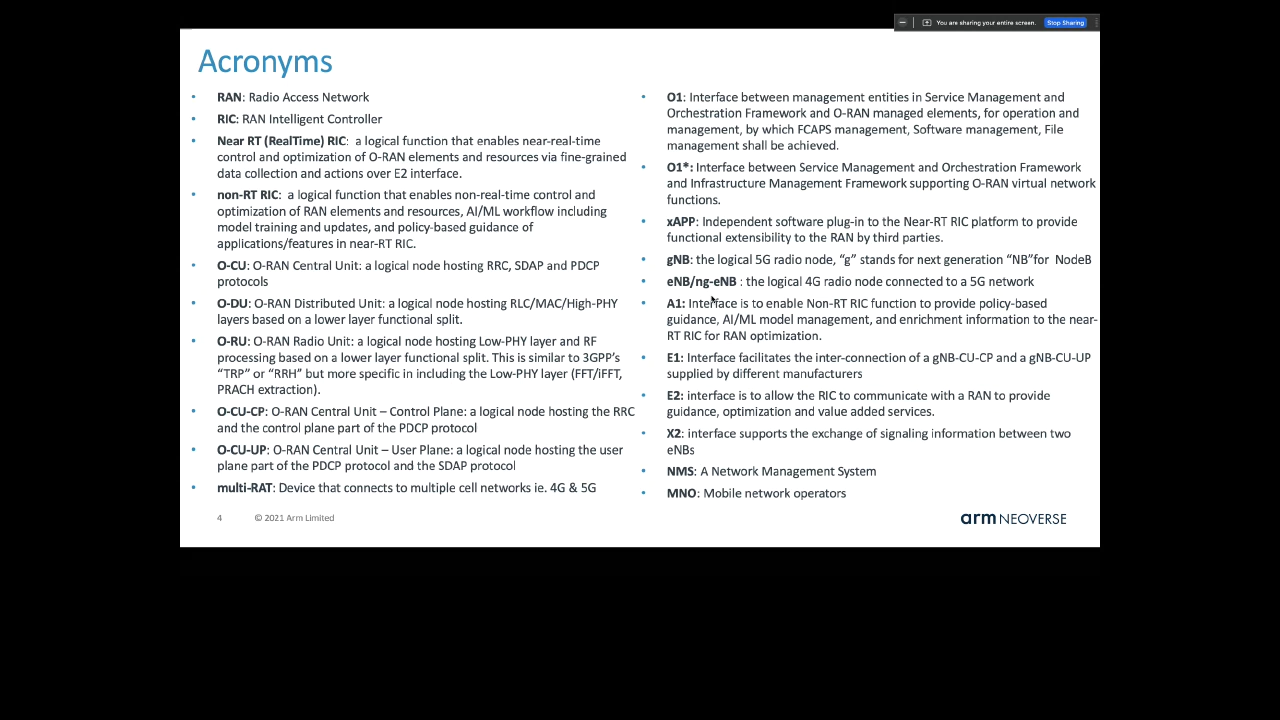 You are sharing your entire screen. Stop Sharing
Acronyms
• RAN: Radio Access Network
• RIC: RAN Intelligent Controller
• Near RT (RealTime) RIC: a logical function that enables near-real-time
control and optimization of O-RAN elements and resources via fine-grained
data collection and actions over E2 interface.
• non-RT RIC: a logical function that enables non-real-time control and
optimization of RAN elements and resources, AI/ML workflow including
model training and updates, and policy-based guidance of
applications/features in near-RT RIC.
• O-CU: O-RAN Central Unit: a logical node hosting RRC, SDAP and PDCP
protocols
• O-DU: O-RAN Distributed Unit: a logical node hosting RLC/MAC/High-PHY
layers based on a lower layer functional split.
• O-RU: O-RAN Radio Unit: a logical node hosting Low-PHY layer and RF
processing based on a lower layer functional split. This is similar to 3GPP’s
“TRP” or “RRH” but more specific in including the Low-PHY layer (FFT/iFFT,
PRACH extraction).
• O-CU-CP: O-RAN Central Unit – Control Plane: a logical node hosting the RRC
and the control plane part of the PDCP protocol
• O-CU-UP: O-RAN Central Unit – User Plane: a logical node hosting the user
plane part of the PDCP protocol and the SDAP protocol
• multi-RAT: Device that connects to multiple cell networks ie. 4G & 5G
• O1: Interface between management entities in Service Management and
Orchestration Framework and O-RAN managed elements, for operation and
management, by which FCAPS management, Software management, File
management shall be achieved.
• O1*: Interface between Service Management and Orchestration Framework
and Infrastructure Management Framework supporting O-RAN virtual network
functions.
• xAPP: Independent software plug-in to the Near-RT RIC platform to provide
functional extensibility to the RAN by third parties.
• gNB: the logical 5G radio node, “g” stands for next generation “NB”for NodeB
• eNB/ng-eNB : the logical 4G radio node connected to a 5G network
• A1: Interface is to enable Non-RT RIC function to provide policy-based
guidance, AI/ML model management, and enrichment information to the near-
RT RIC for RAN optimization.
• E1: Interface facilitates the inter-connection of a gNB-CU-CP and a gNB-CU-UP
supplied by different manufacturers
• E2: interface is to allow the RIC to communicate with a RAN to provide
guidance, optimization and value added services.
• X2: interface supports the exchange of signaling information between two
eNBs
• NMS: A Network Management System
• MNO: Mobile network operators
4 © 2021 Arm Limited
arm NEOVERSE